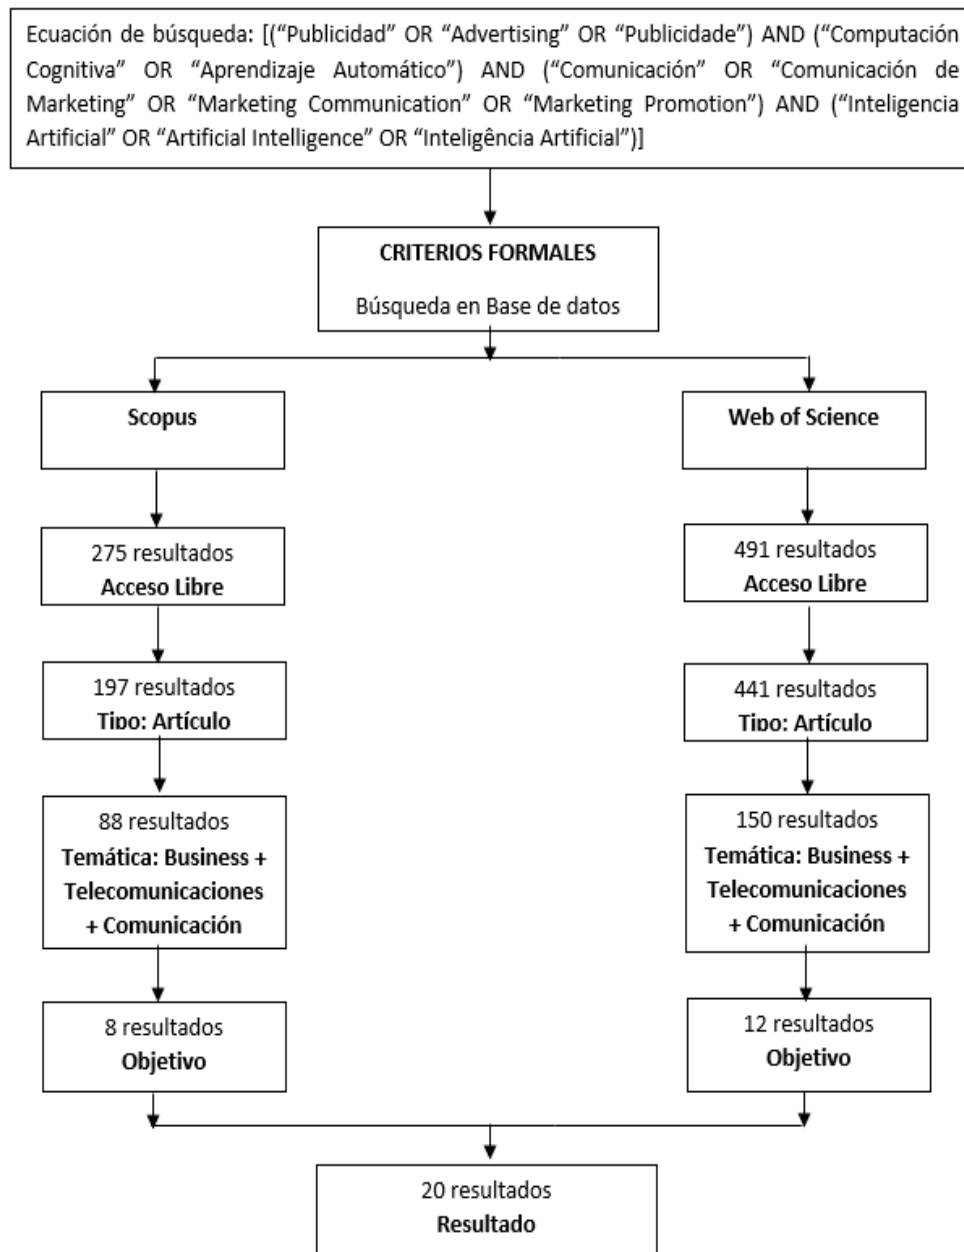 Ecuación de búsqueda: [(“Publicidad” OR “Advertising” OR “Publicidade”) AND (“Computación
Cognitiva” OR “Aprendizaje Automático”) AND (“Comunicación” OR “Comunicación de
Marketing” OR “Marketing Communication” OR “Marketing Promotion”) AND (“Inteligencia
Artificial” OR “Artificial Intelligence” OR “Inteligência Artificial”)]
CRITERIOS FORMALES
Búsqueda en Base de datos
Scopus
Web of Science
275 resultados
Acceso Libre
491 resultados
Acceso Libre
197 resultados
Tipo: Artículo
441 resultados
Tipo: Artículo
88 resultados
Temática: Business +
Telecomunicaciones
+ Comunicación
150 resultados
Temática: Business +
Telecomunicaciones
+ Comunicación
8 resultados
Objetivo
12 resultados
Objetivo
20 resultados
Resultado